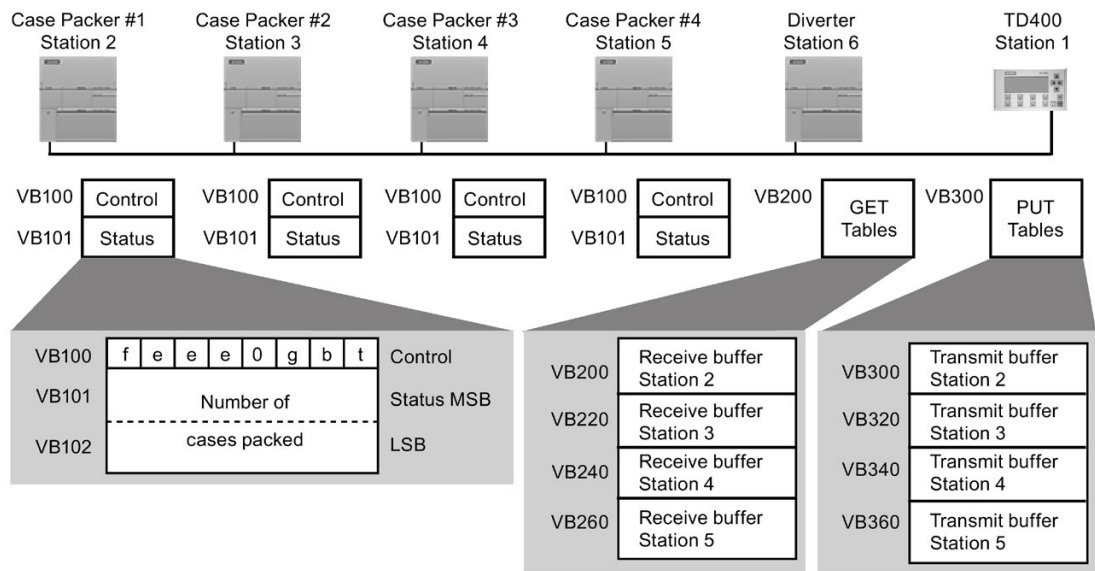 Case Packer #1
Station 2
Case Packer #2
Station 3
Case Packer #3
Station 4
Case Packer #4
Station 5
Diverter
Station 6
TD400
Station 1
VB100 Control
VB101 Status
VB100 Control
VB101 Status
VB100 Control
VB101 Status
VB100 Control
VB101 Status
VB200 GET
Tables
VB300 PUT
Tables
VB100 f e e e 0 g b t Control
VB101 Number of Status MSB
VB102 cases packed LSB
VB200 Receive buffer
Station 2
VB220 Receive buffer
Station 3
VB240 Receive buffer
Station 4
VB260 Receive buffer
Station 5
VB300 Transmit buffer
Station 2
VB320 Transmit buffer
Station 3
VB340 Transmit buffer
Station 4
VB360 Transmit buffer
Station 5